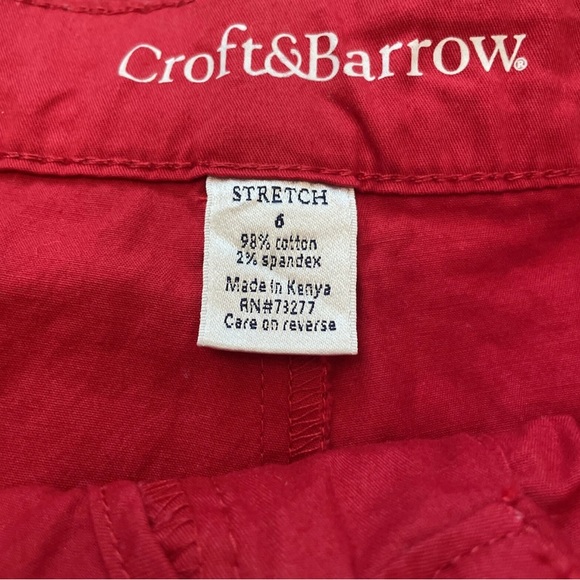 Croft&Barrow®
STRETCH
6
98% cotton
2% spandex
Made in Kenya
RN#73277
Care on reverse